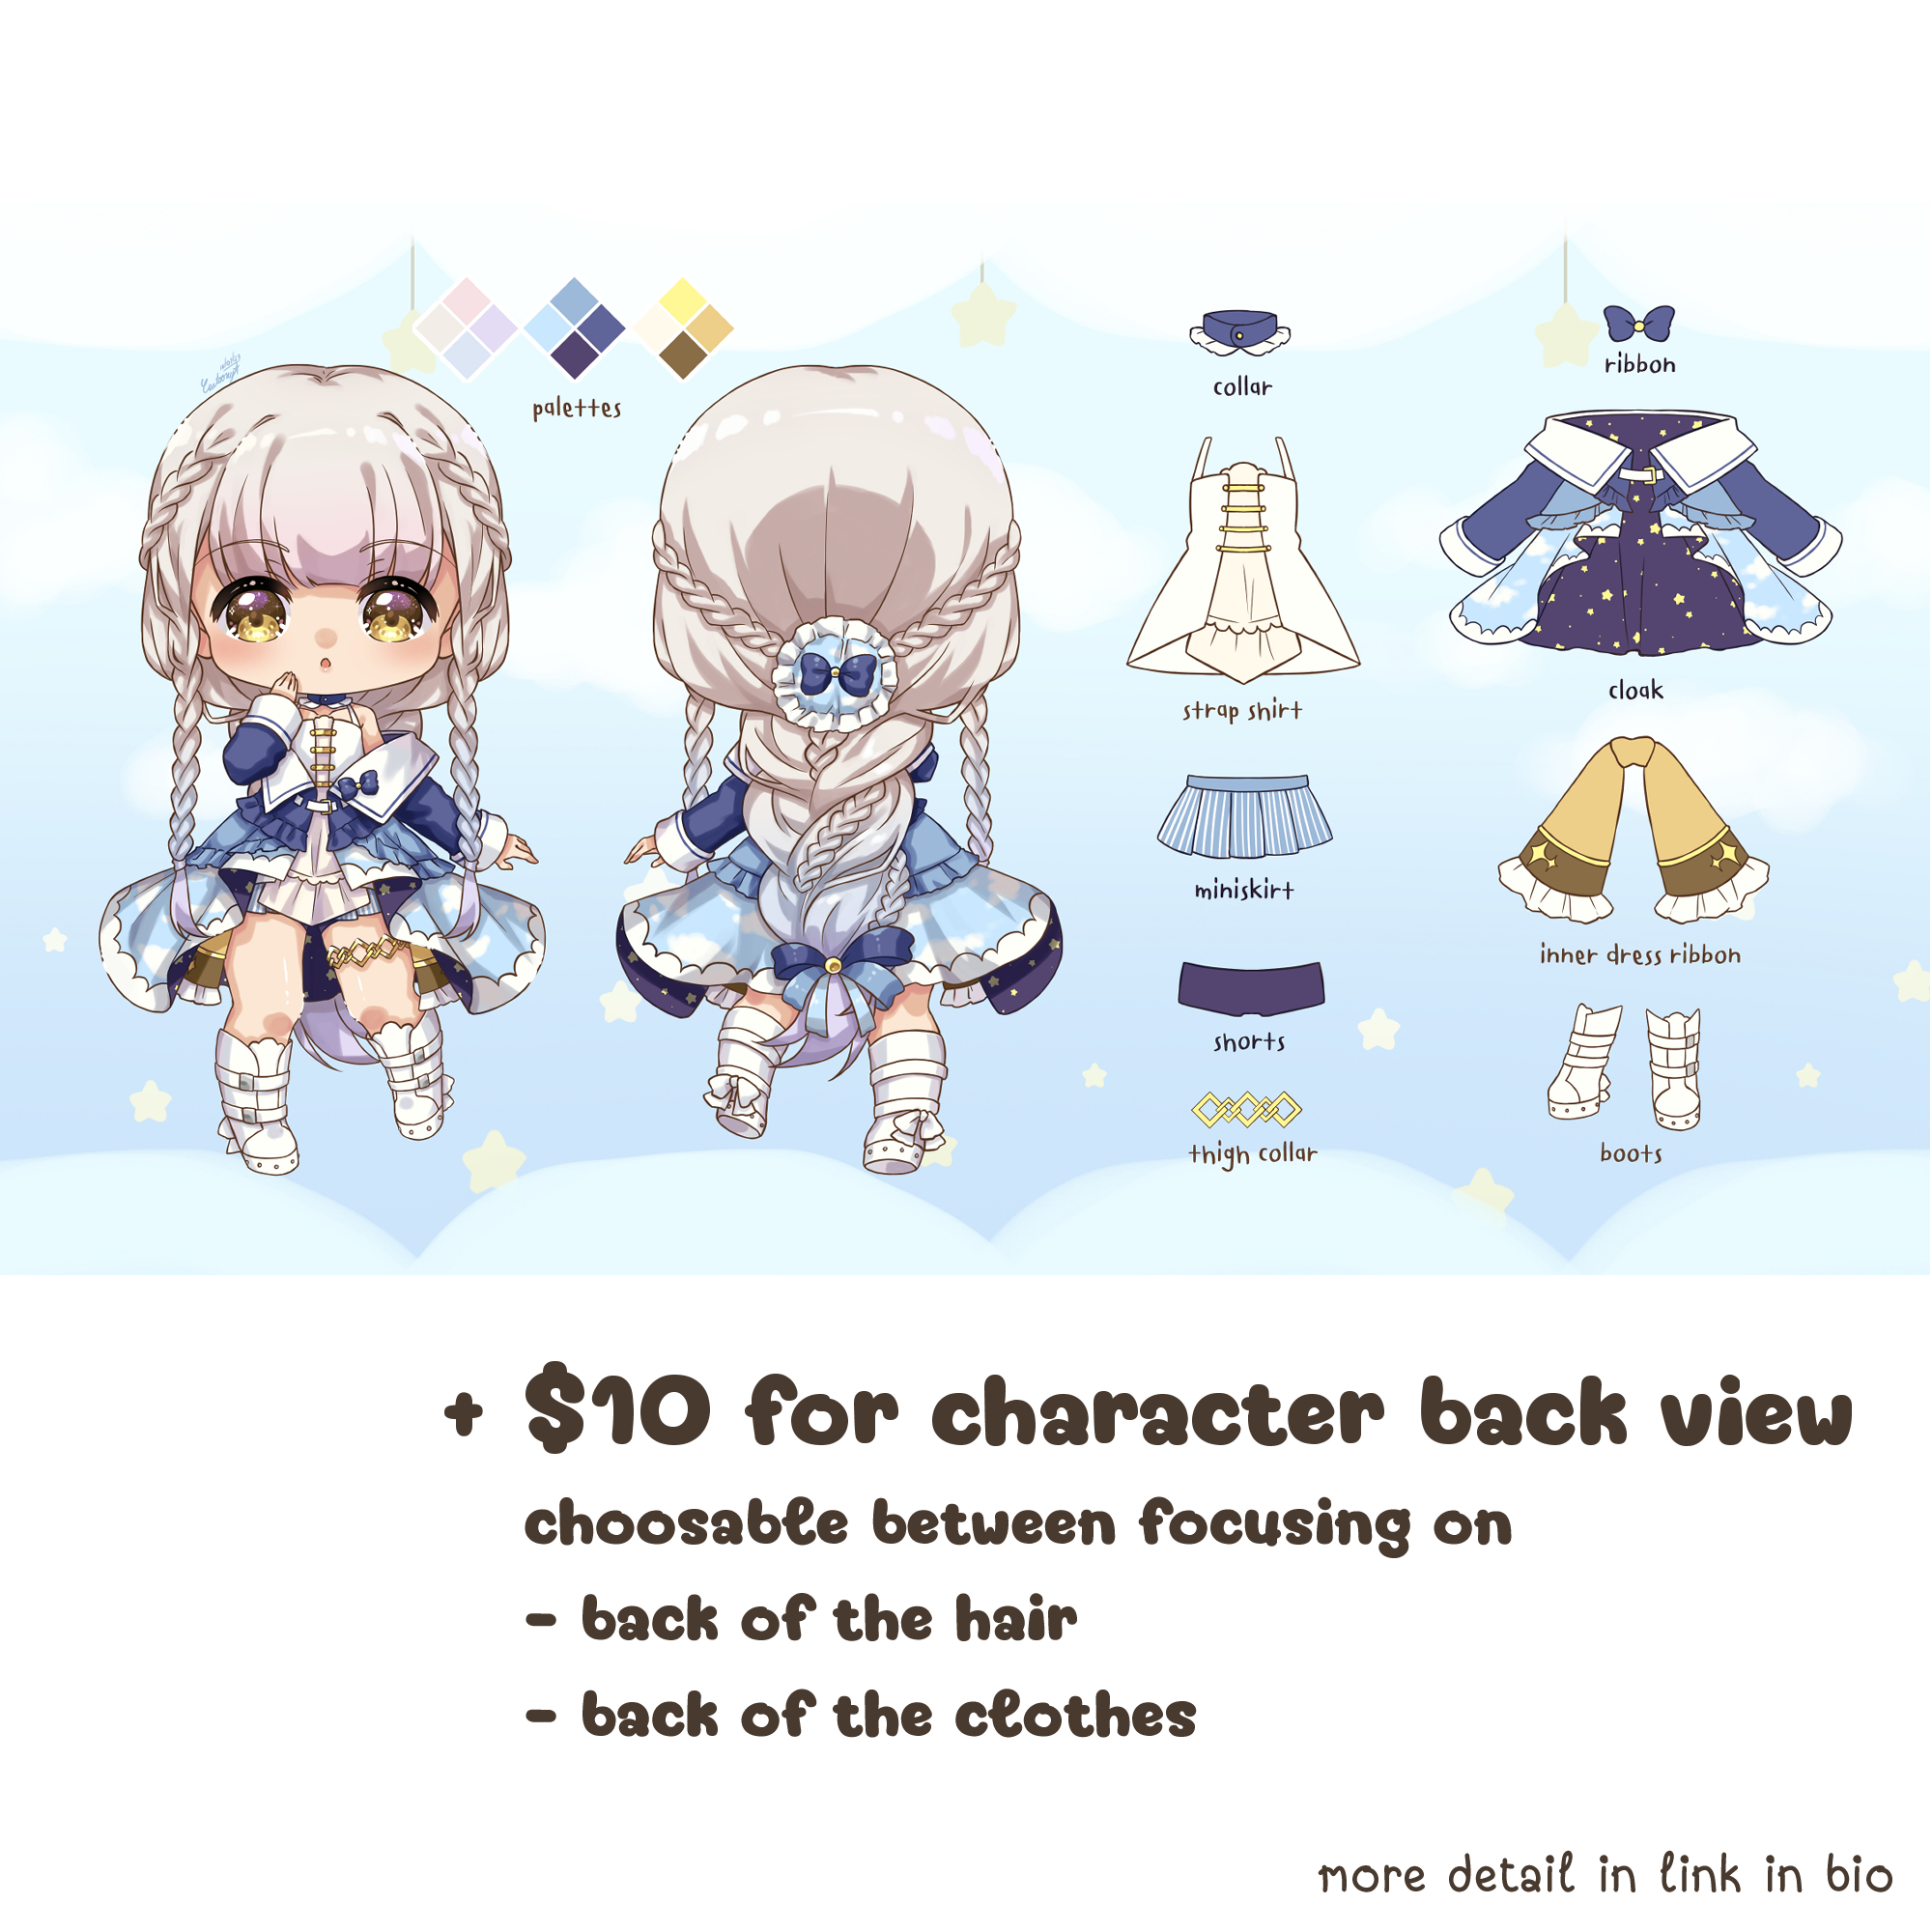 palettes
collar
strap shirt
miniskirt
shorts
thigh collar
ribbon
cloak
inner dress ribbon
boots
+ $10 for character back view
choosable between focusing on
- back of the hair
- back of the clothes
more detail in link in bio